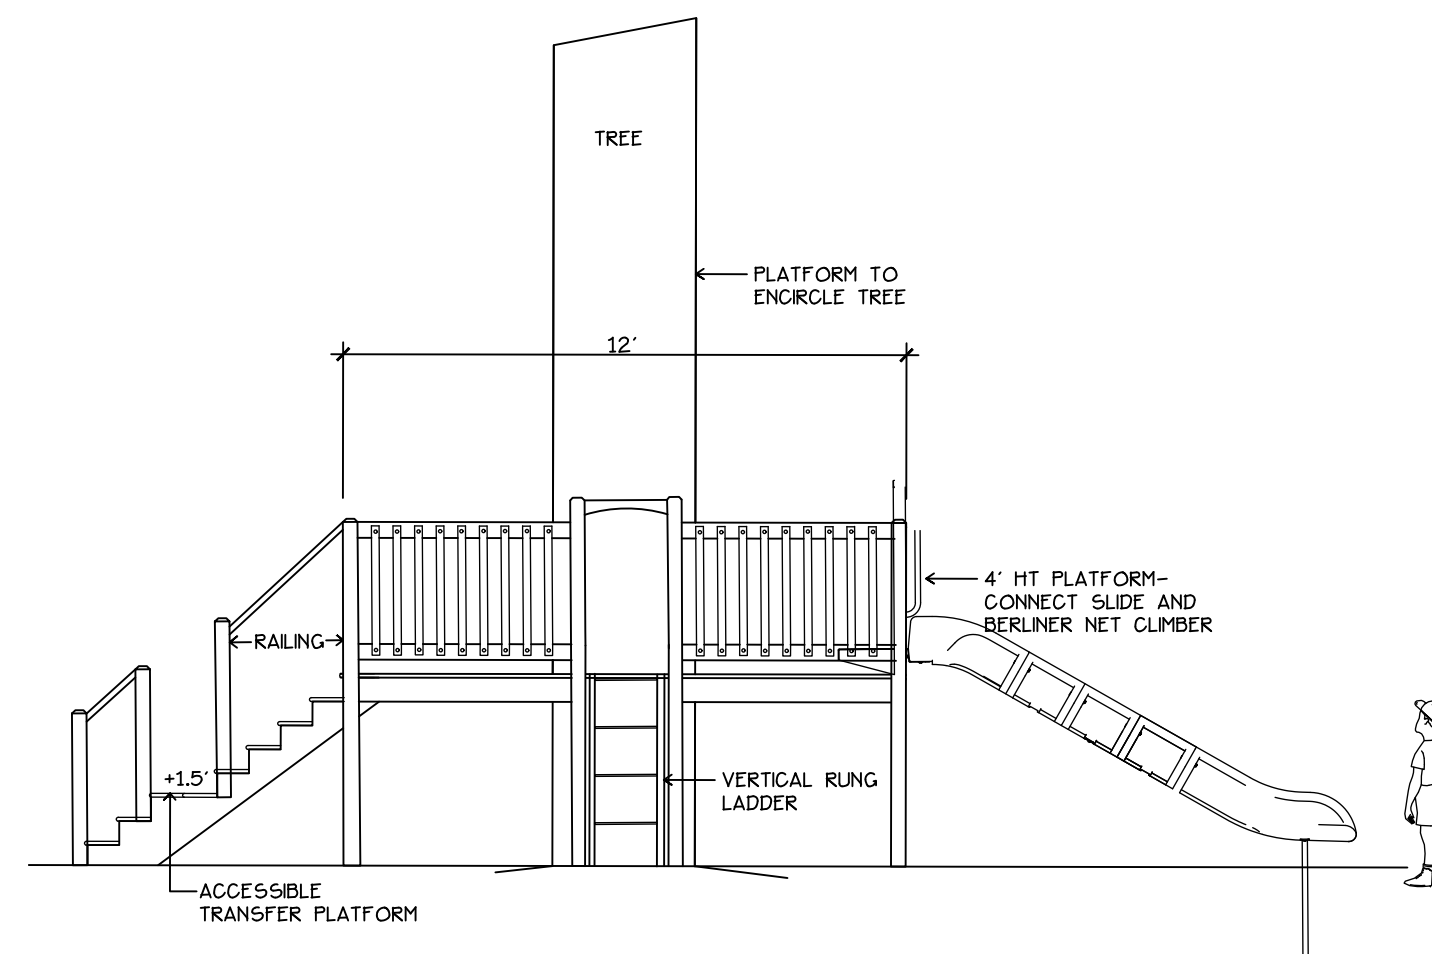 TREE
PLATFORM TO
ENCIRCLE TREE
12'
4' HT PLATFORM-
CONNECT SLIDE AND
BERLINER NET CLIMBER
RAILING
+1.5'
VERTICAL RUNG
LADDER
ACCESSIBLE
TRANSFER PLATFORM